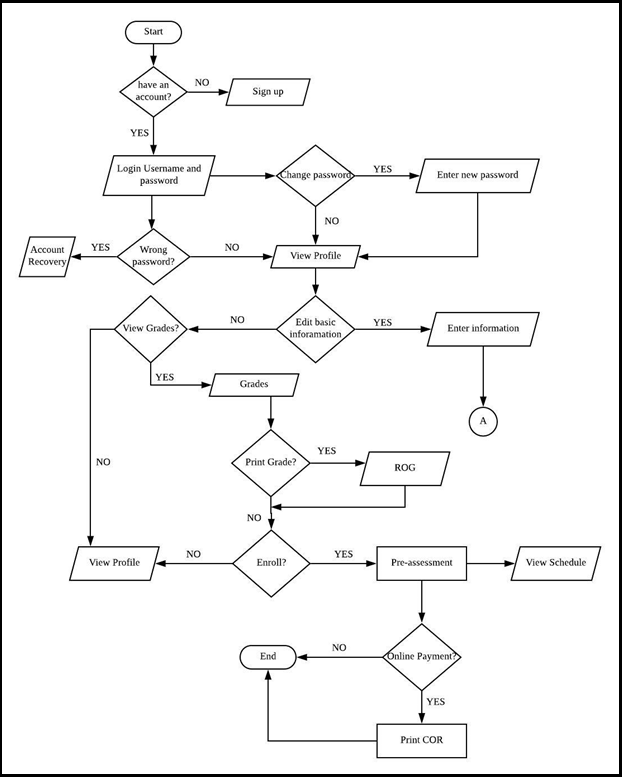 Start
have an
account?
NO
Sign up
YES
Login Username and
password
Change password
YES
Enter new password
NO
Account
Recovery
YES
Wrong
password?
NO
View Profile
View Grades?
NO
Edit basic
inforamation
YES
Enter information
YES
Grades
A
NO
Print Grade?
YES
ROG
NO
View Profile
NO
Enroll?
YES
Pre-assessment
View Schedule
End
NO
Online Payment?
YES
Print COR